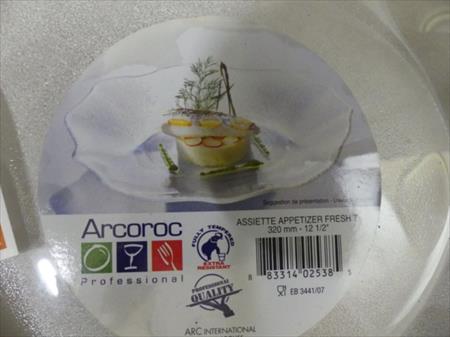 Suggestion de présentation -
Arcoroc
Professional
FULLY TEMPERED
EXTRA
RESISTANT
PROFESSIONAL
QUALITY
ASSIETTE APPETIZER FRESH T
320 mm - 12 1/2"
8 83314 02538 5
EB 3441/07
ARC INTERNATIONAL